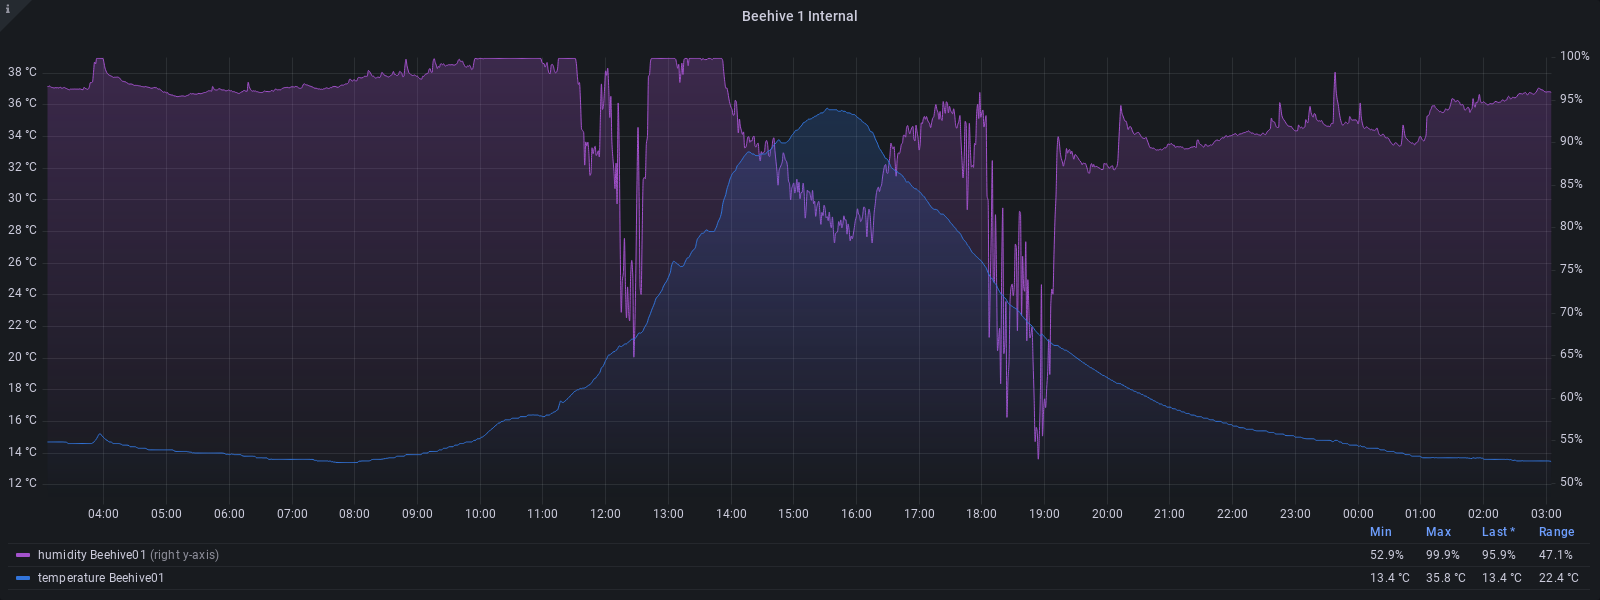 i
Beehive 1 Internal
38 °C
36 °C
34 °C
32 °C
30 °C
28 °C
26 °C
24 °C
22 °C
20 °C
18 °C
16 °C
14 °C
12 °C
100%
95%
90%
85%
80%
75%
70%
65%
60%
55%
50%
04:00 05:00 06:00 07:00 08:00 09:00 10:00 11:00 12:00 13:00 14:00 15:00 16:00 17:00 18:00 19:00 20:00 21:00 22:00 23:00 00:00 01:00 02:00 03:00
Min Max Last * Range
humidity Beehive01 (right y-axis) 52.9% 99.9% 95.9% 47.1%
temperature Beehive01 13.4 °C 35.8 °C 13.4 °C 22.4 °C